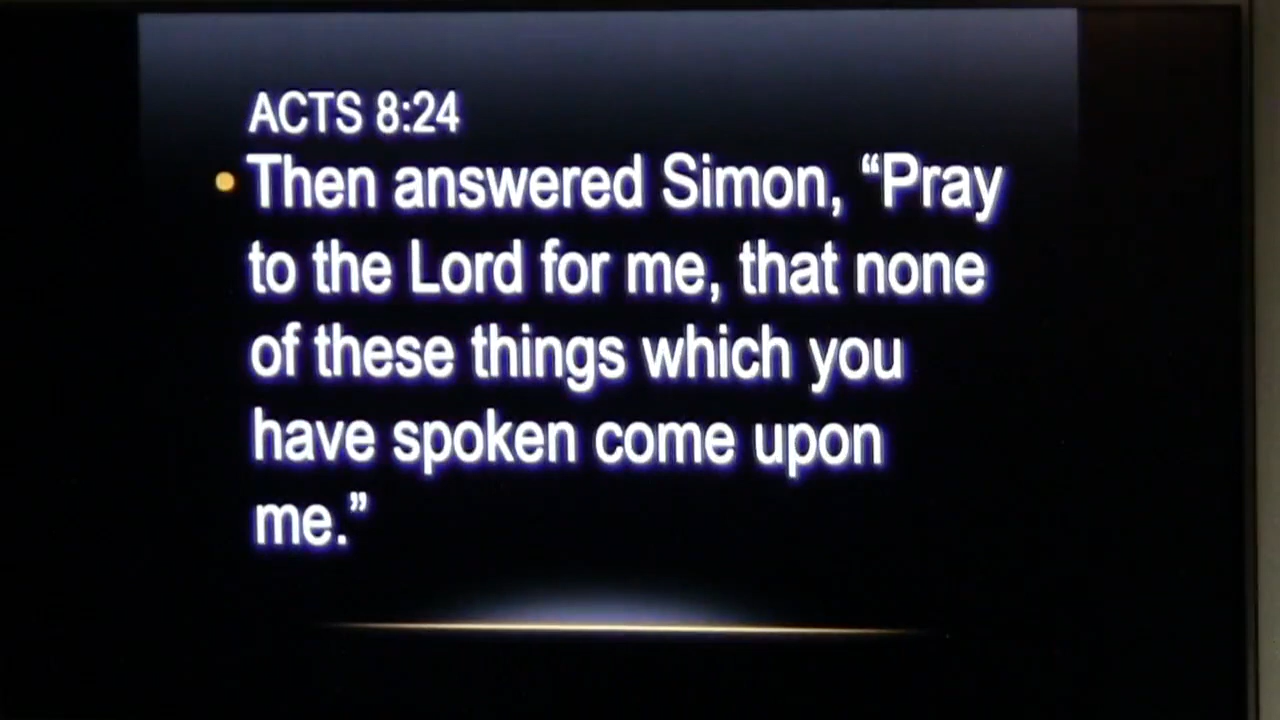 ACTS 8:24
Then answered Simon, “Pray
to the Lord for me, that none
of these things which you
have spoken come upon
me.”